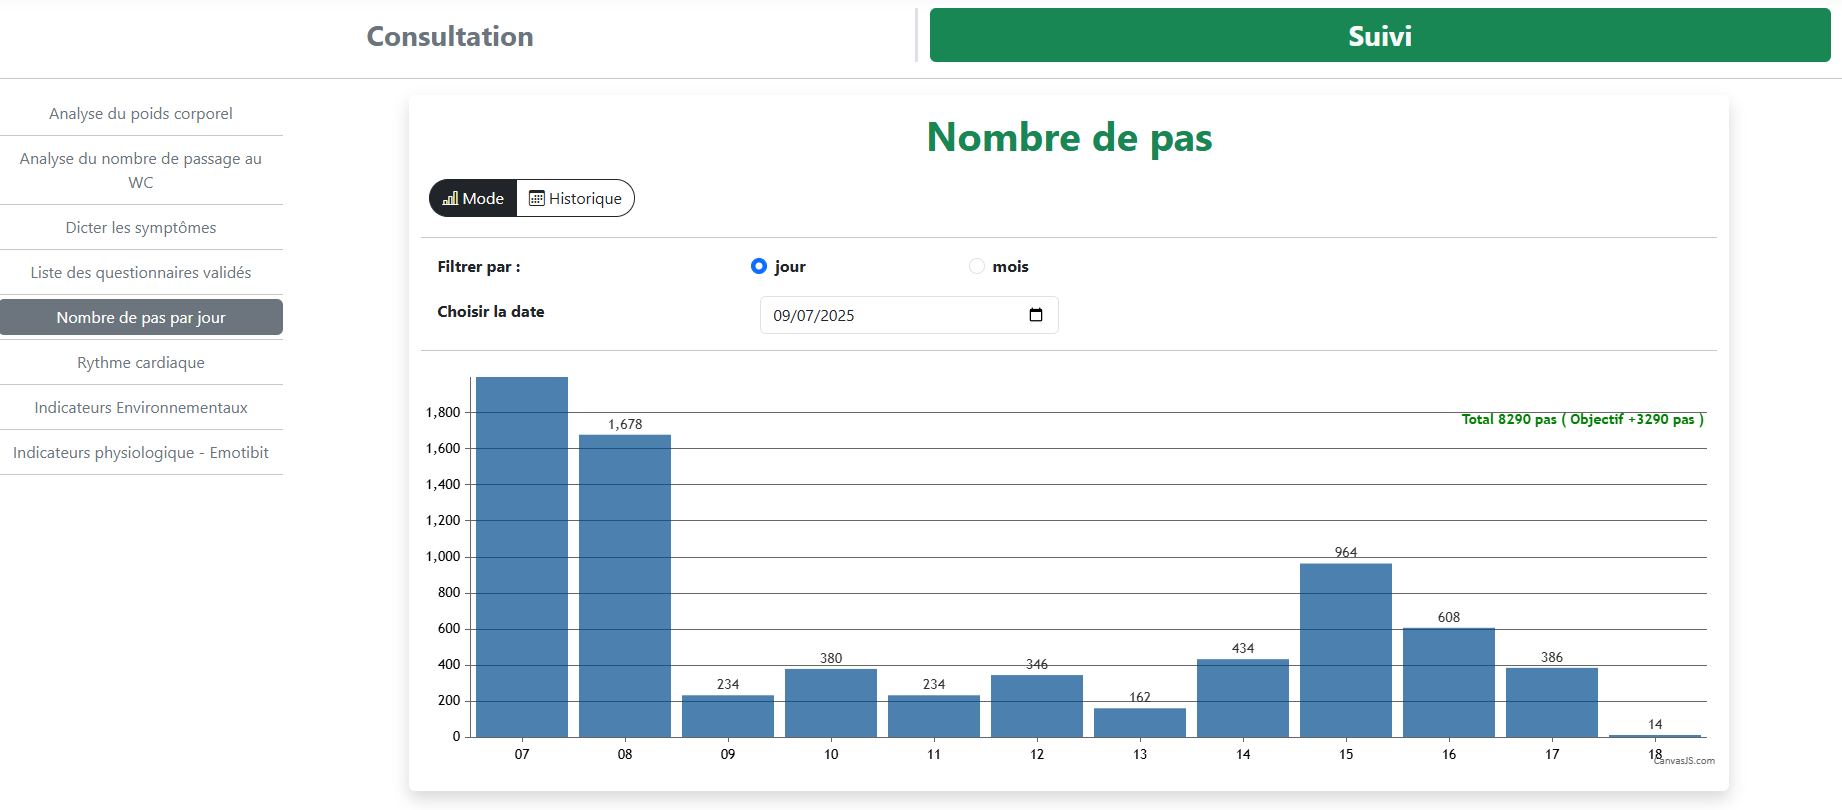 Consultation
Suivi
Analyse du poids corporel
Analyse du nombre de passage au
WC
Dicter les symptômes
Liste des questionnaires validés
Nombre de pas par jour
Rythme cardiaque
Indicateurs Environnementaux
Indicateurs physiologique - Emotibit
Nombre de pas
Mode
Historique
Filtrer par :
jour
mois
Choisir la date
09/07/2025
Total 8290 pas ( Objectif +3290 pas )
1,800
1,600
1,400
1,200
1,000
800
600
400
200
0
1,678
234
380
234
346
162
434
964
608
386
14
07
08
09
10
11
12
13
14
15
16
17
18
CanvasJS.com